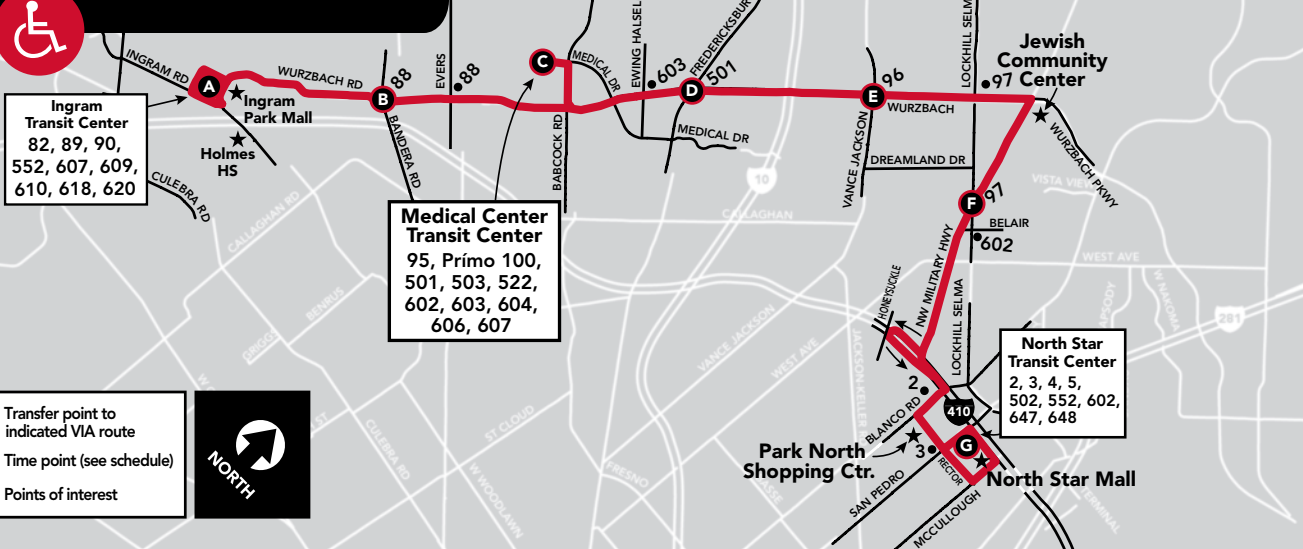 INGRAM RD
A
WURZBACH RD
Ingram
Park Mall
Holmes
HS
Ingram
Transit Center
82, 89, 90,
552, 607, 609,
610, 618, 620
CULEBRA RD
B
88
BANDERA RD
EVERS
88
C
MEDICAL DR
BABCOCK RD
EWING HALSEL
603
FREDERICKSBUR
D
501
MEDICAL DR
Medical Center
Transit Center
95, Prímo 100,
501, 503, 522,
602, 603, 604,
606, 607
10
CALLAGHAN
CALLAGHAN RD
E
96
WURZBACH
VANCE JACKSON
DREAMLAND DR
LOCKHILL SELM
97
Jewish
Community
Center
WURZBACH PKWY
VISTA VIEW
F
97
BELAIR
602
WEST AVE
NW MILITARY HWY
HONEYSUCKLE
LOCKHILL SELMA
W NAKOMA
281
North Star
Transit Center
2, 3, 4, 5,
502, 552, 602,
647, 648
2
410
BLANCO RD
G
3
RECTOR
Park North
Shopping Ctr.
North Star Mall
SAN PEDRO
MCCULLOUGH
TERMINAL
BENRUS
VANCE JACKSON
WEST AVE
JACKSON-KELLER R
ST CLOUD
CULEBRA RD
W WOODLAWN
FRESNO
Transfer point to
indicated VIA route
Time point (see schedule)
Points of interest
NORTH